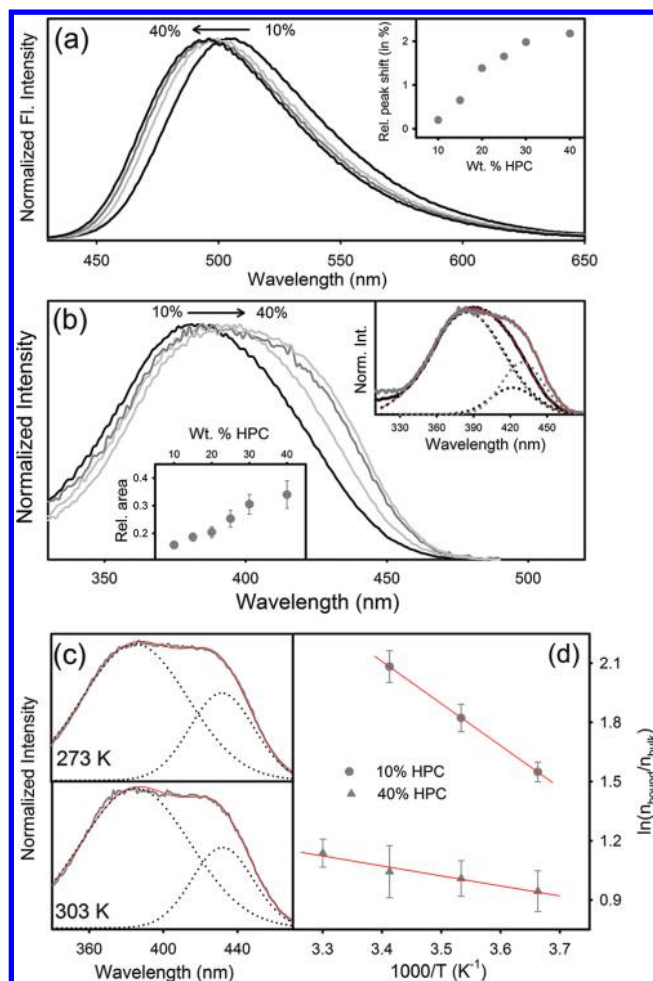 (a)
40%
10%
Normalized Fl. Intensity
Rel. peak shift (in %)
2
1
0
10 20 30 40
Wt. % HPC
450 500 550 600 650
Wavelength (nm)
(b)
10%
40%
Normalized Intensity
Norm. Int.
330 360 390 420 450
Wavelength (nm)
Wt. % HPC
10 20 30 40
Rel. area
0.4
0.3
0.2
350 400 450 500
Wavelength (nm)
(c)
Normalized Intensity
273 K
303 K
360 400 440
Wavelength (nm)
(d)
10% HPC
40% HPC
2.1
1.8
1.5
1.2
0.9
ln(nbound/nbulk)
3.3 3.4 3.5 3.6 3.7
1000/T (K-1)